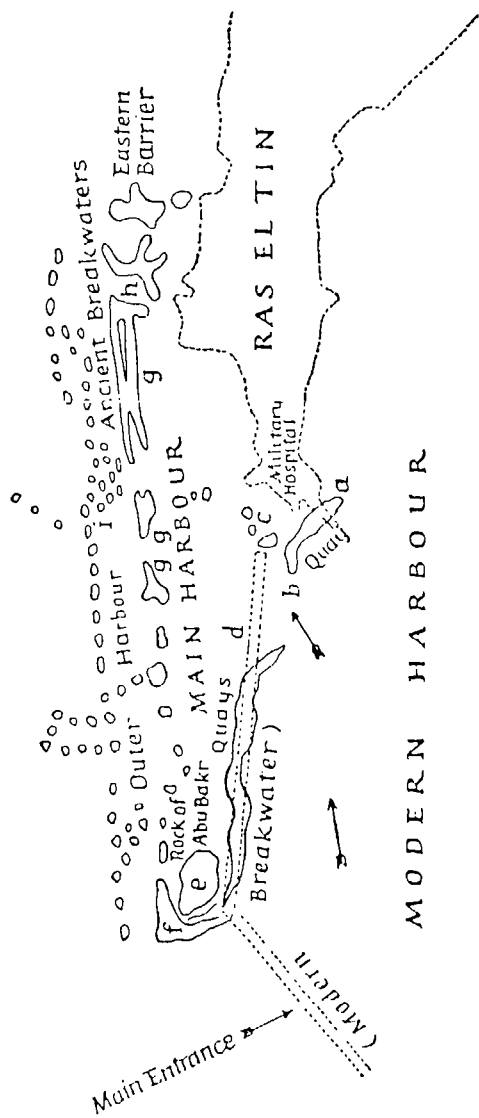 Outer Harbour
i
Ancient Breakwaters
Eastern
Barrier
f
Rock of
Abu Bakr
e
g g
g
h
MAIN HARBOUR
Quays
d
c
Military
Hospital
b
Quay
a
RAS EL TIN
Main Entrance
(Modern Breakwater)
MODERN HARBOUR